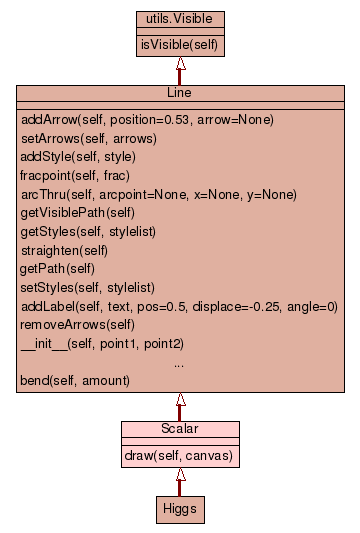 utils.Visible
isVisible(self)
Line
addArrow(self, position=0.53, arrow=None)
setArrows(self, arrows)
addStyle(self, style)
fracpoint(self, frac)
arcThru(self, arcpoint=None, x=None, y=None)
getVisiblePath(self)
getStyles(self, stylelist)
straighten(self)
getPath(self)
setStyles(self, stylelist)
addLabel(self, text, pos=0.5, displace=-0.25, angle=0)
removeArrows(self)
__init__(self, point1, point2)
...
bend(self, amount)
Scalar
draw(self, canvas)
Higgs